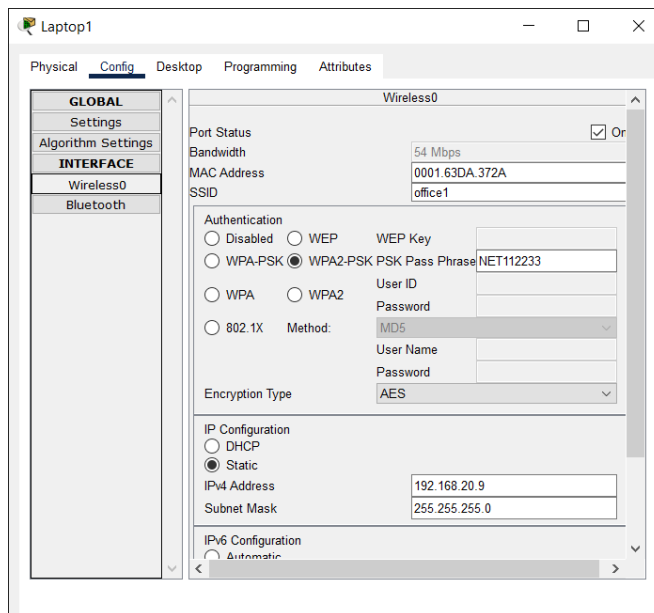 Laptop1
Physical Config Desktop Programming Attributes
GLOBAL
Settings
Algorithm Settings
INTERFACE
Wireless0
Bluetooth
Wireless0
Port Status On
Bandwidth 54 Mbps
MAC Address 0001.63DA.372A
SSID office1
Authentication
Disabled WEP WEP Key
WPA-PSK WPA2-PSK PSK Pass Phrase NET112233
User ID
WPA WPA2
Password
802.1X Method: MD5
User Name
Password
Encryption Type AES
IP Configuration
DHCP
Static
IPv4 Address 192.168.20.9
Subnet Mask 255.255.255.0
IPv6 Configuration
Automatic